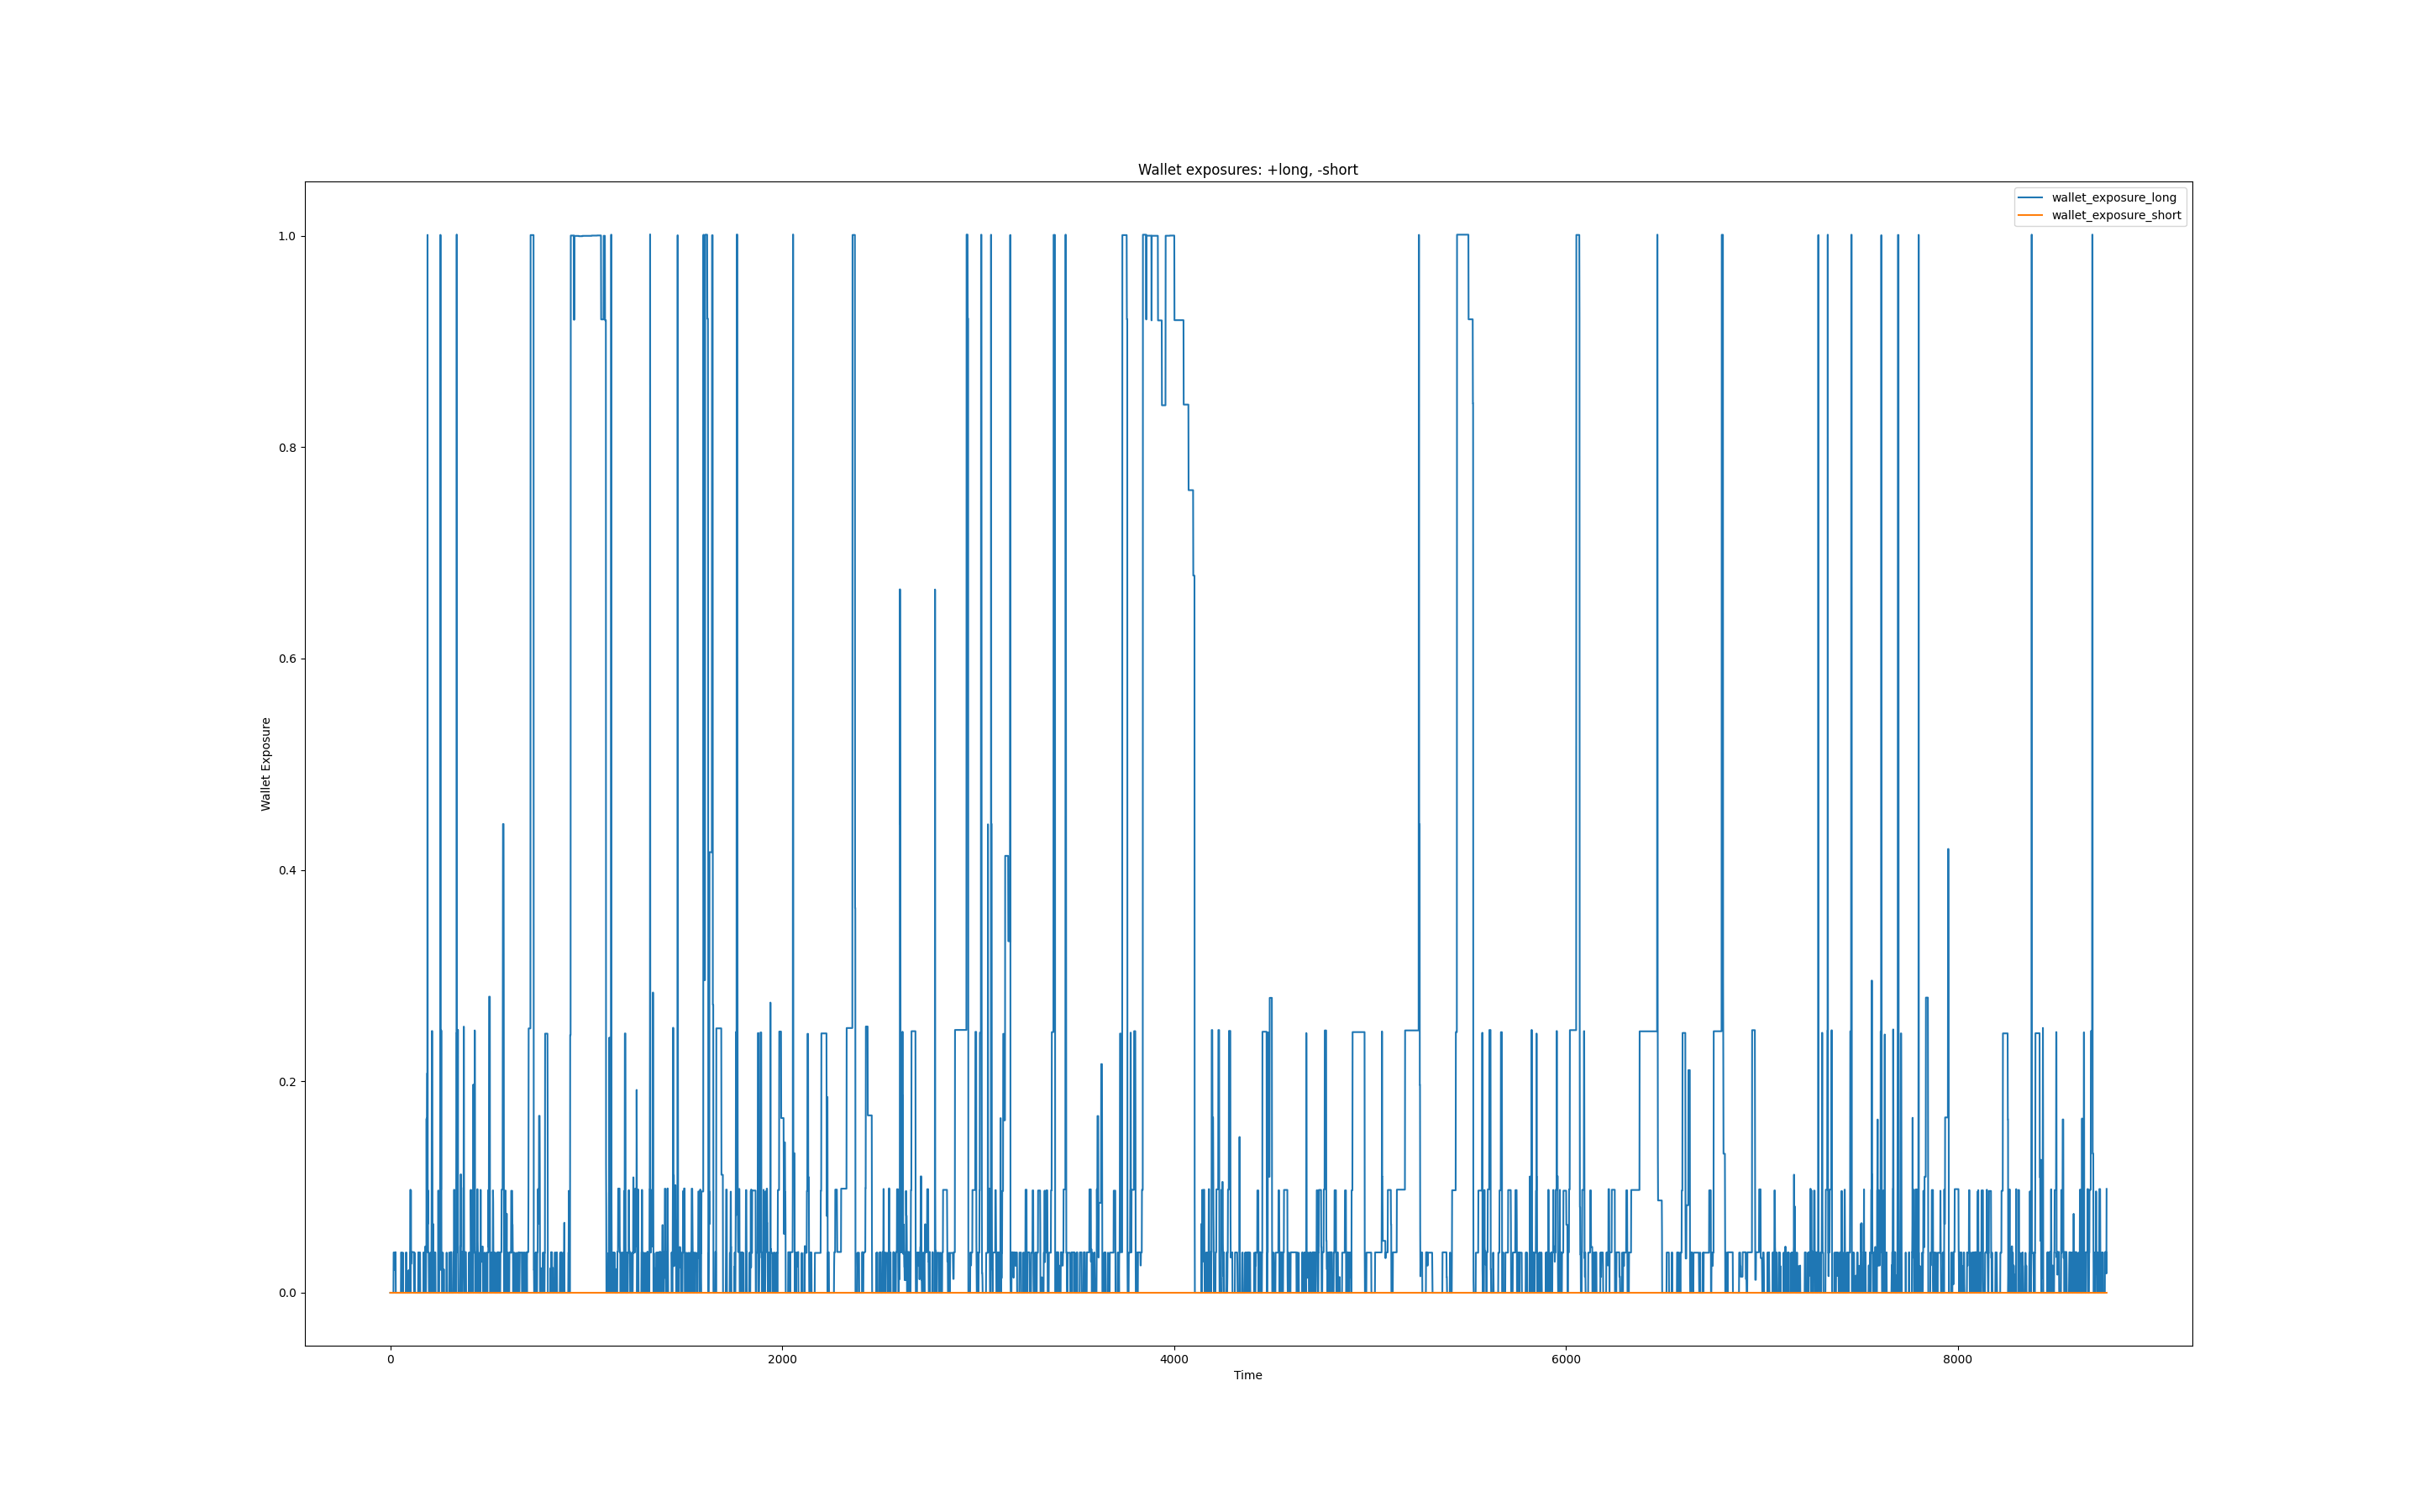 Wallet exposures: +long, -short
wallet_exposure_long
wallet_exposure_short
1.0
0.8
0.6
0.4
0.2
0.0
Wallet Exposure
0 2000 4000 6000 8000
Time